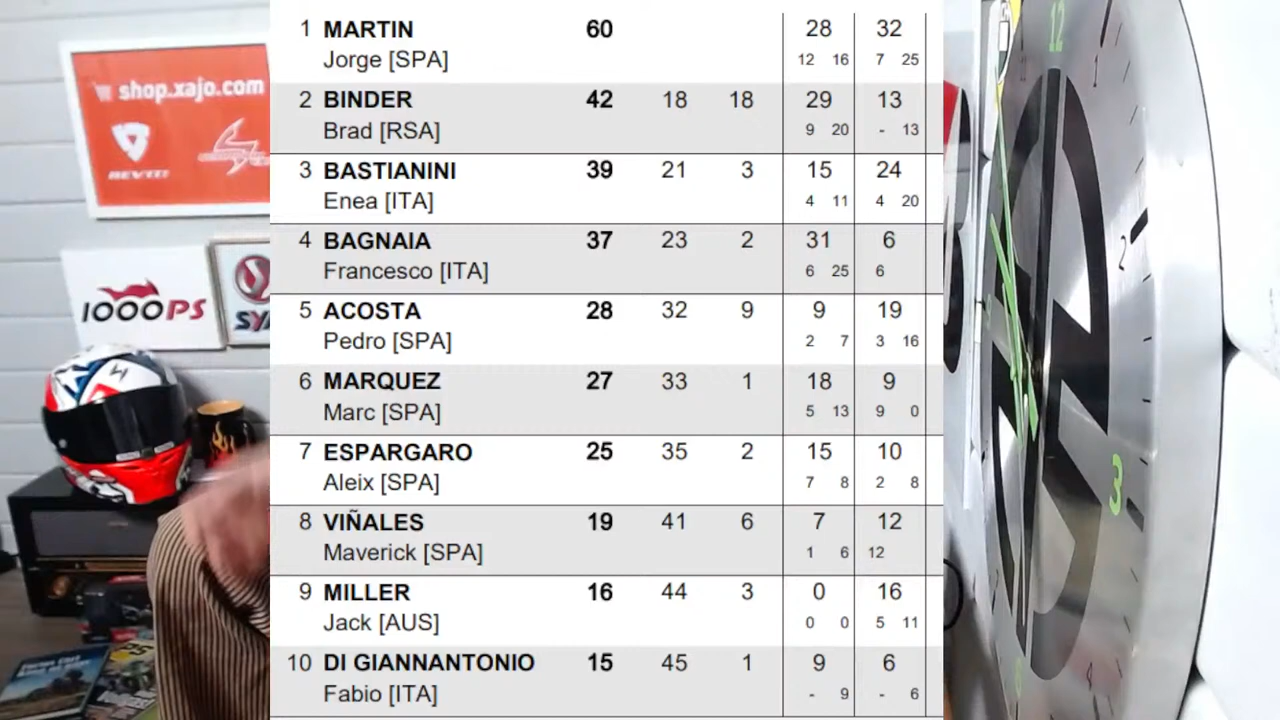 shop.xajo.com
REV'IT!
1000PS
SY
1 MARTIN 60 28 32
Jorge [SPA] 12 16 7 25
2 BINDER 42 18 18 29 13
Brad [RSA] 9 20 - 13
3 BASTIANINI 39 21 3 15 24
Enea [ITA] 4 11 4 20
4 BAGNAIA 37 23 2 31 6
Francesco [ITA] 6 25 6
5 ACOSTA 28 32 9 9 19
Pedro [SPA] 2 7 3 16
6 MARQUEZ 27 33 1 18 9
Marc [SPA] 5 13 9 0
7 ESPARGARO 25 35 2 15 10
Aleix [SPA] 7 8 2 8
8 VIÑALES 19 41 6 7 12
Maverick [SPA] 1 6 12
9 MILLER 16 44 3 0 16
Jack [AUS] 0 0 5 11
10 DI GIANNANTONIO 15 45 1 9 6
Fabio [ITA] - 9 - 6
12
1
2
3
4